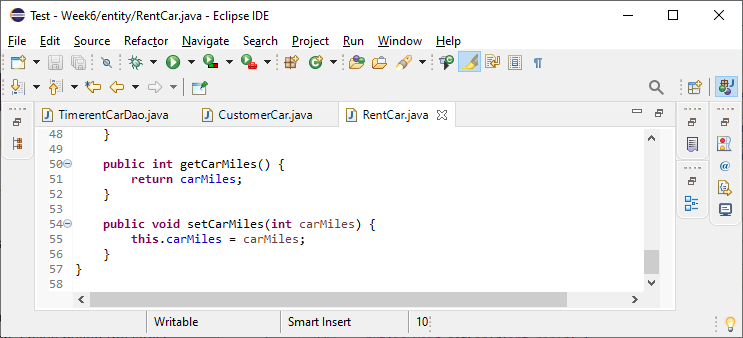 Test - Week6/entity/RentCar.java - Eclipse IDE
File Edit Source Refactor Navigate Search Project Run Window Help
TimerentCarDao.java CustomerCar.java RentCar.java
48 }
49
50 public int getCarMiles() {
51 return carMiles;
52 }
53
54 public void setCarMiles(int carMiles) {
55 this.carMiles = carMiles;
56 }
57 }
58
Writable Smart Insert 10